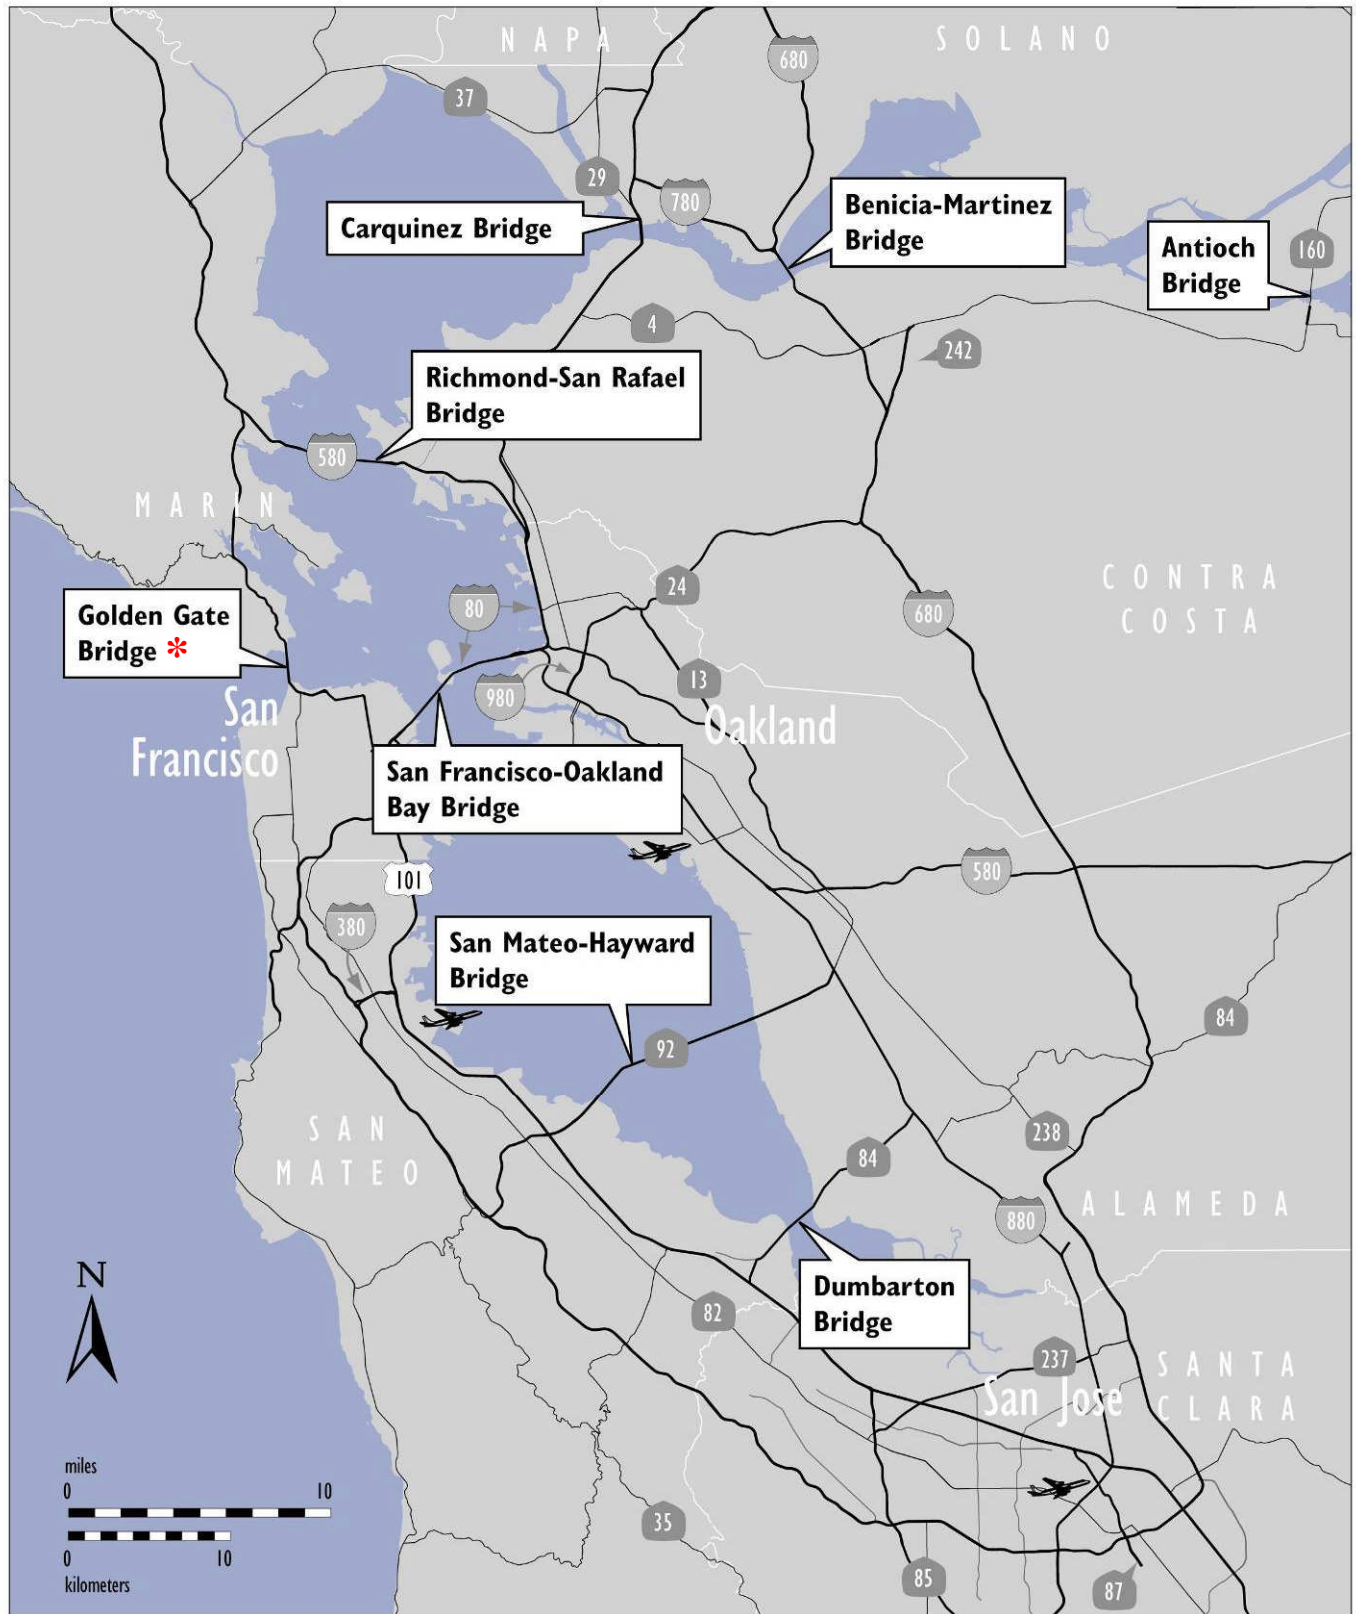 NAPA
SOLANO
680
37
29
780
Carquinez Bridge
Benicia-Martinez
Bridge
Antioch
Bridge
160
4
242
Richmond-San Rafael
Bridge
580
MARIN
24
80
680
CONTRA
COSTA
Golden Gate
Bridge *
13
980
San
Francisco
Oakland
San Francisco-Oakland
Bay Bridge
101
580
380
San Mateo-Hayward
Bridge
92
84
SAN
MATEO
238
84
880
ALAMEDA
N
Dumbarton
Bridge
82
237
San Jose
SANTA
CLARA
miles
0 10
0 10
kilometers
35
85
87